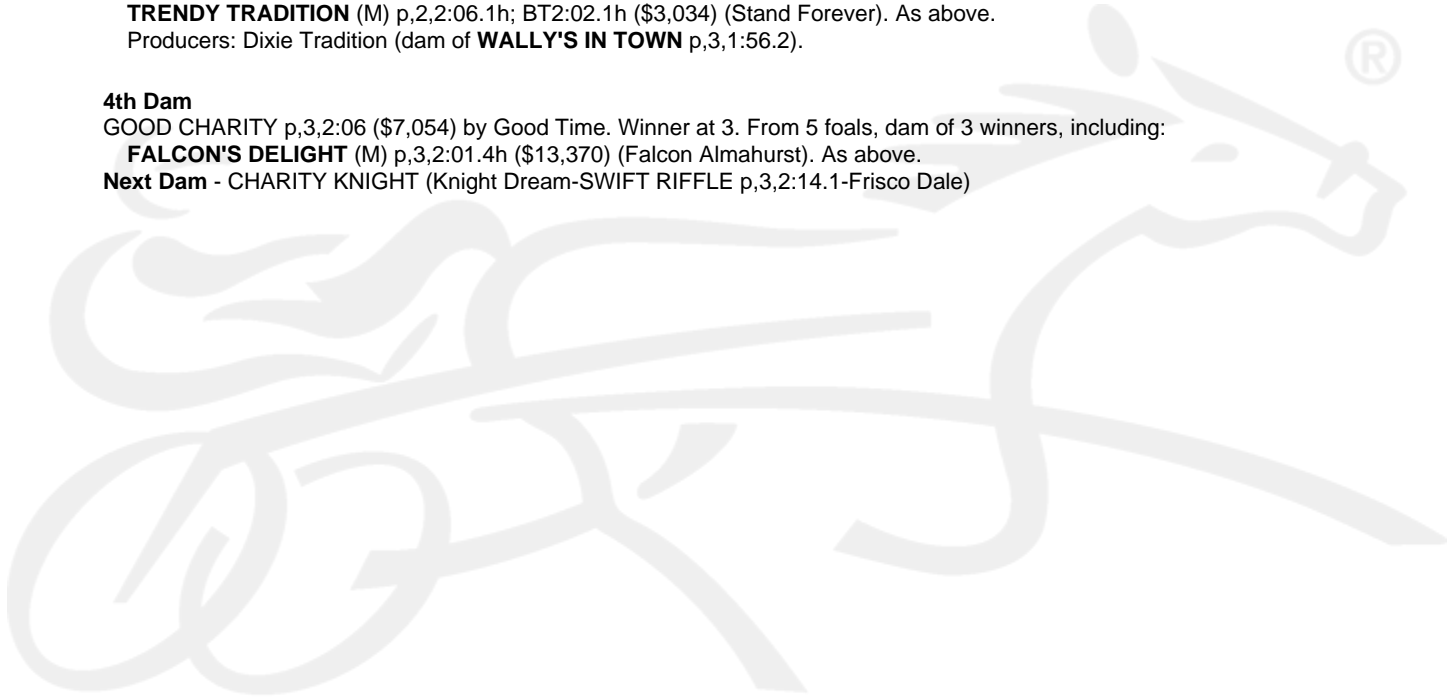 TRENDY TRADITION (M) p,2,2:06.1h; BT2:02.1h ($3,034) (Stand Forever). As above.
Producers: Dixie Tradition (dam of WALLY'S IN TOWN p,3,1:56.2).
4th Dam
GOOD CHARITY p,3,2:06 ($7,054) by Good Time. Winner at 3. From 5 foals, dam of 3 winners, including:
FALCON'S DELIGHT (M) p,3,2:01.4h ($13,370) (Falcon Almahurst). As above.
Next Dam - CHARITY KNIGHT (Knight Dream-SWIFT RIFFLE p,3,2:14.1-Frisco Dale)
®